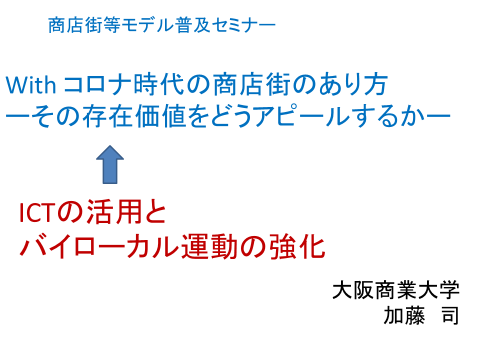 商店街等モデル普及セミナー
With コロナ時代の商店街のあり方
ーその存在価値をどうアピールするかー
ICTの活用と
バイローカル運動の強化
大阪商業大学
加藤　司